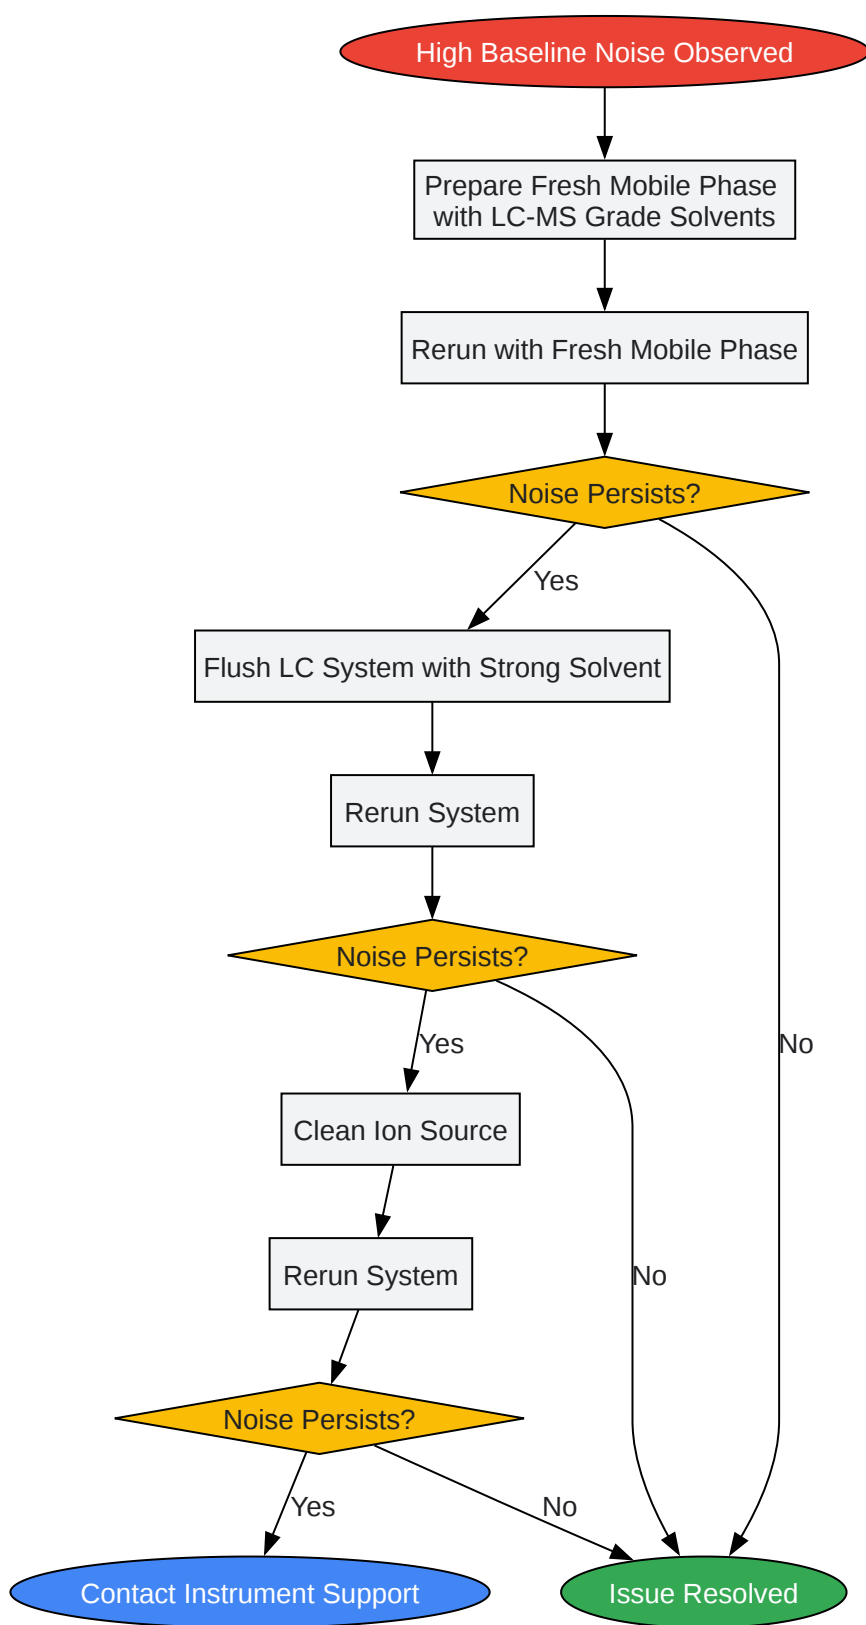 High Baseline Noise Observed
Prepare Fresh Mobile Phase
with LC-MS Grade Solvents
Rerun with Fresh Mobile Phase
Noise Persists?
Yes
Flush LC System with Strong Solvent
Rerun System
Noise Persists?
Yes
No
Clean Ion Source
Rerun System
No
Noise Persists?
Yes
No
Contact Instrument Support
Issue Resolved